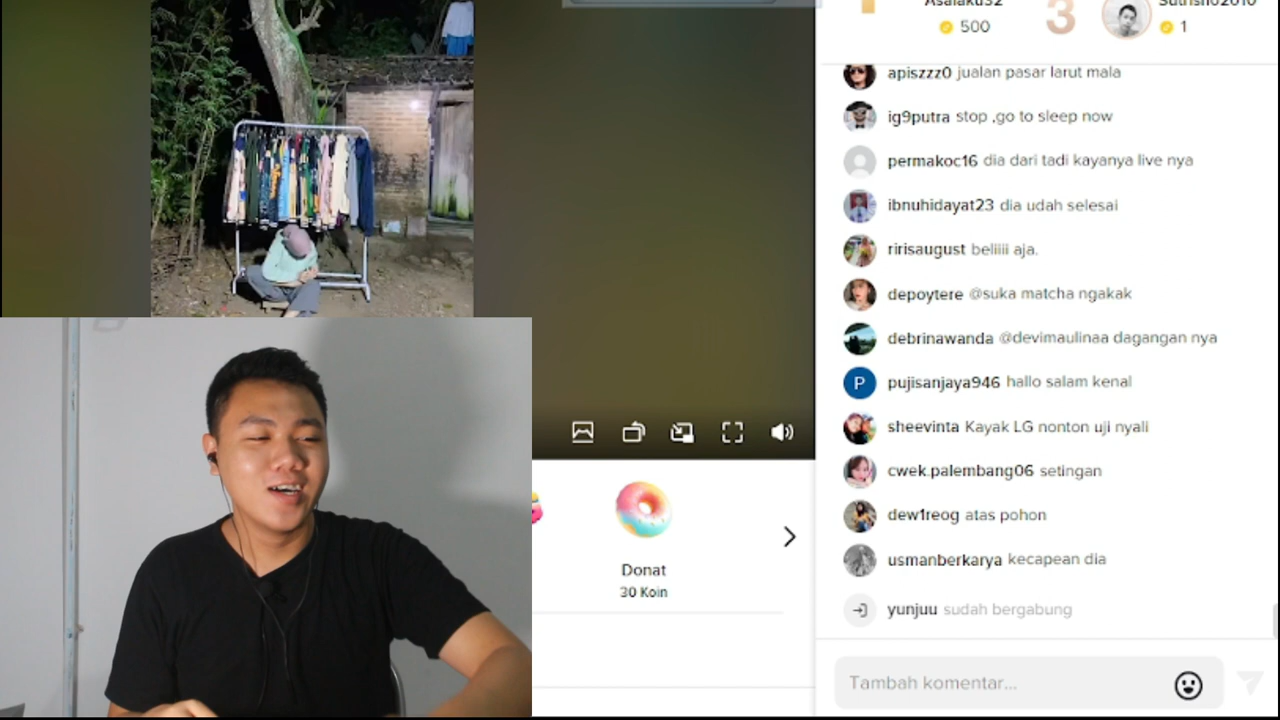 Asalaku32
500
3
Sutrisno2010
1
apiszzz0 jualan pasar larut mala
ig9putra stop ,go to sleep now
permakoc16 dia dari tadi kayanya live nya
ibnuhidayat23 dia udah selesai
ririsaugust beliiii aja.
depoytere @suka matcha ngakak
debrinawanda @devimaulinaa dagangan nya
P
pujisanjaya946 hallo salam kenal
sheevinta Kayak LG nonton uji nyali
cwek.palembang06 setingan
dew1reog atas pohon
usmanberkarya kecapean dia
yunjuu sudah bergabung
Tambah komentar...
Donat
30 Koin